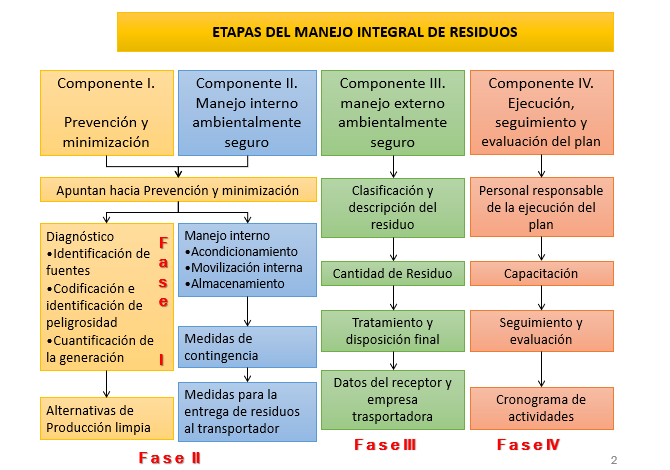 ETAPAS DEL MANEJO INTEGRAL DE RESIDUOS
Componente I.
Prevención y
minimización
Componente II.
Manejo interno
ambientalmente
seguro
Componente III.
manejo externo
ambientalmente
seguro
Componente IV.
Ejecución,
seguimiento y
evaluación del plan
Apuntan hacia Prevención y minimización
Diagnóstico
•Identificación de
fuentes
•Codificación e
identificación de
peligrosidad
•Cuantificación de
la generación
Fase I
Alternativas de
Producción limpia
Manejo interno
•Acondicionamiento
•Movilización interna
•Almacenamiento
Medidas de
contingencia
Medidas para la
entrega de residuos
al transportador
Fase II
Clasificación y
descripción del
residuo
Cantidad de Residuo
Tratamiento y
disposición final
Datos del receptor y
empresa
trasportadora
Fase III
Personal responsable
de la ejecución del
plan
Capacitación
Seguimiento y
evaluación
Cronograma de
actividades
Fase IV
2